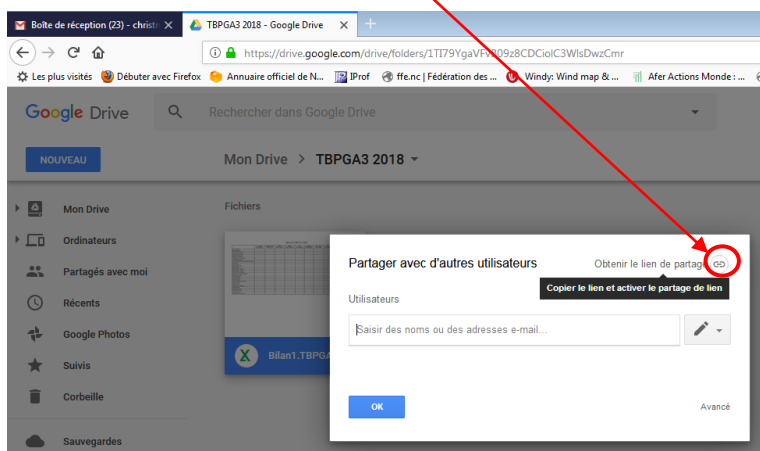 Boîte de réception (23) - christ
TBPGA3 2018 - Google Drive
https://drive.google.com/drive/folders/
Les plus visités Débuter avec Firefox Annuaire officiel de N... IProf ffe.nc | Fédération des ... Windy: Wind map & ... Afer Actions Monde : ...
Google Drive
Rechercher dans Google Drive
NOUVEAU
Mon Drive > TBPGA3 2018
Mon Drive
Fichiers
Ordinateurs
Partagés avec moi
Récents
Google Photos
Suivis
Corbeille
Sauvegardes
Bilan1.TBPGA
Partager avec d'autres utilisateurs
Obtenir le lien de partage
Copier le lien et activer le partage de lien
Utilisateurs
Saisir des noms ou des adresses e-mail...
OK
Avancé